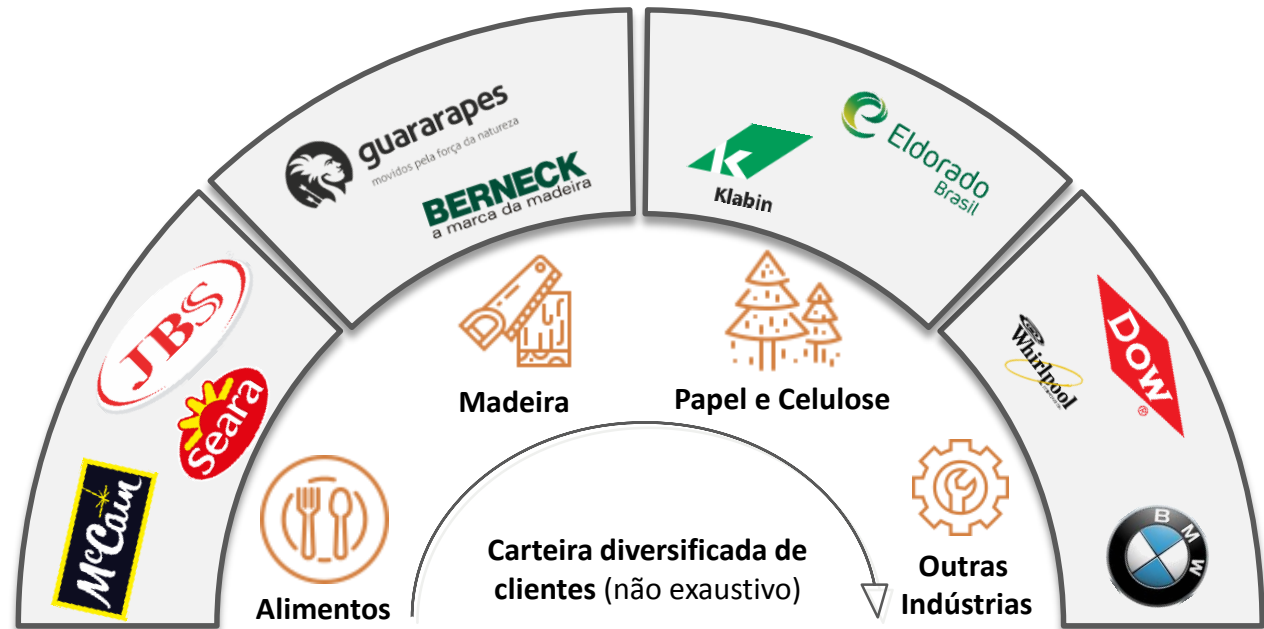 guararapes
movidos pela força da natureza
BERNECK
a marca da madeira
Klabin
Eldorado
Brasil
JBS
Seara
McCain
Whirlpool
DOW
®
BMW
Madeira
Papel e Celulose
Alimentos
Outras
Indústrias
Carteira diversificada de
clientes (não exaustivo)